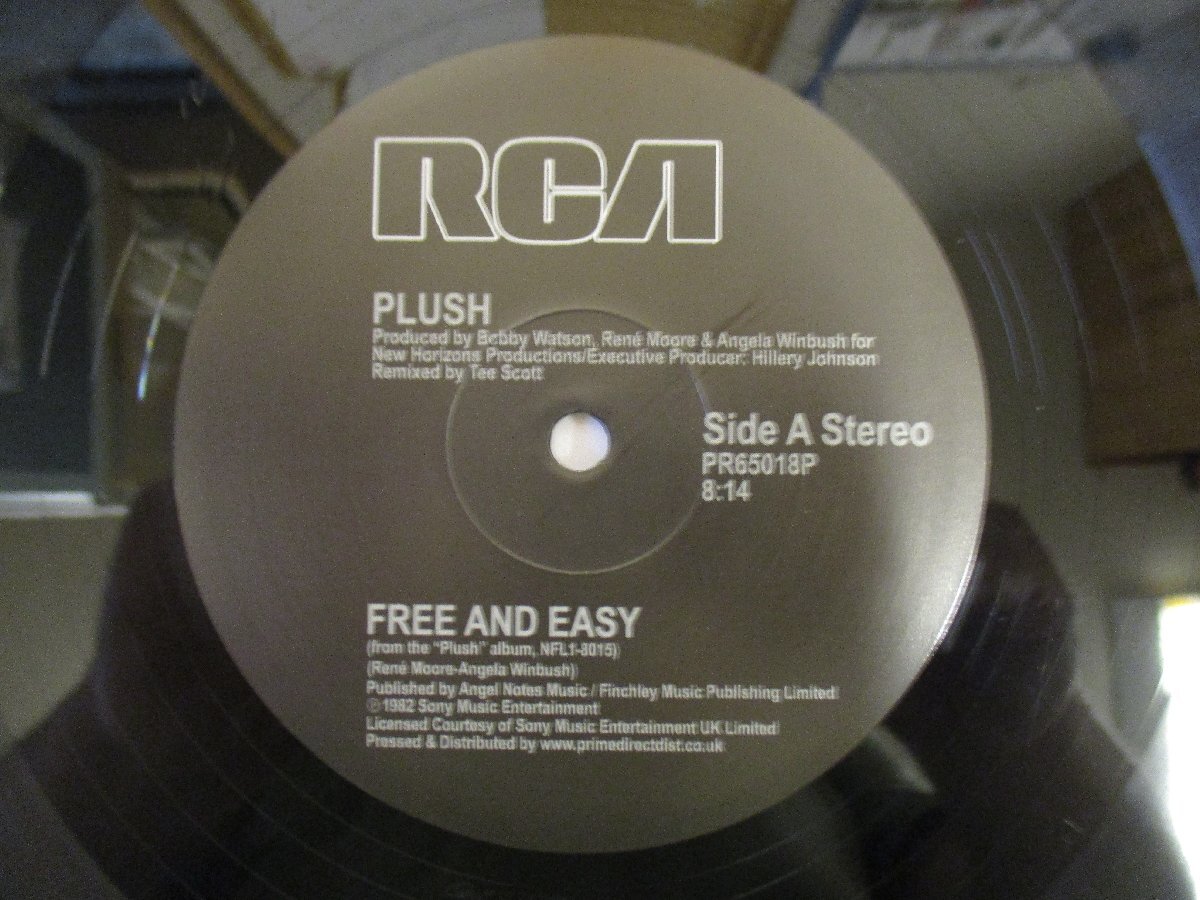 RCA
PLUSH
Produced by Bobby Watson, René Moore & Angela Winbush for
New Horizons Productions/Executive Producer: Hillery Johnson
Remixed by Tee Scott
Side A Stereo
PR65018P
8:14
FREE AND EASY
(from the "Plush" album, NFL1-8015)
(René Moore-Angela Winbush)
Published by Angel Notes Music / Finchley Music Publishing Limited
℗1982 Sony Music Entertainment
Licensed Courtesy of Sony Music Entertainment UK Limited
Pressed & Distributed by www.primedirectdist.co.uk